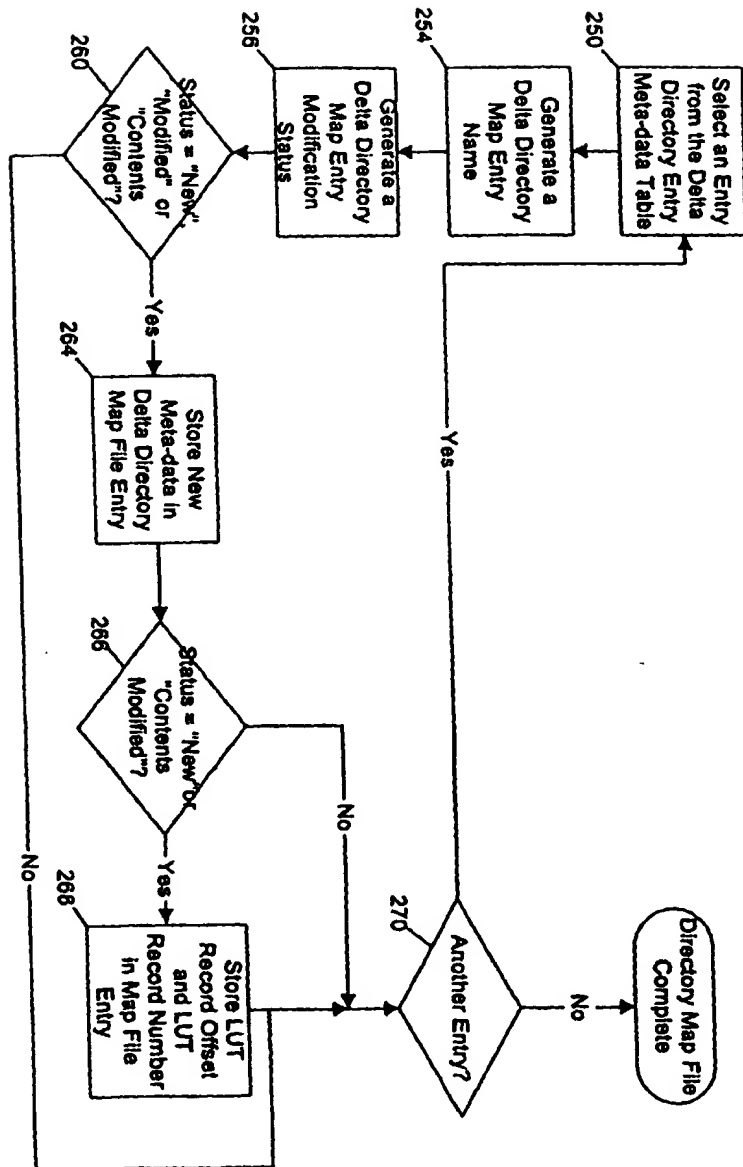 250
Select an Entry
from the Delta
Directory Entry
Meta-data Table
254
Generate a
Delta Directory
Map Entry
Name
256
Generate a
Delta Directory
Map Entry
Modification
Status
260
Status = "New",
"Modified" or
"Contents
Modified"?
Yes
No
264
Store New
Meta-data in
Delta Directory
Map File Entry
266
Status = "New" or
"Contents
Modified"?
No
Yes
268
Store LUT
Record Offset
and LUT
Record Number
in Map File
Entry
270
Another Entry?
Yes
No
Directory Map File
Complete